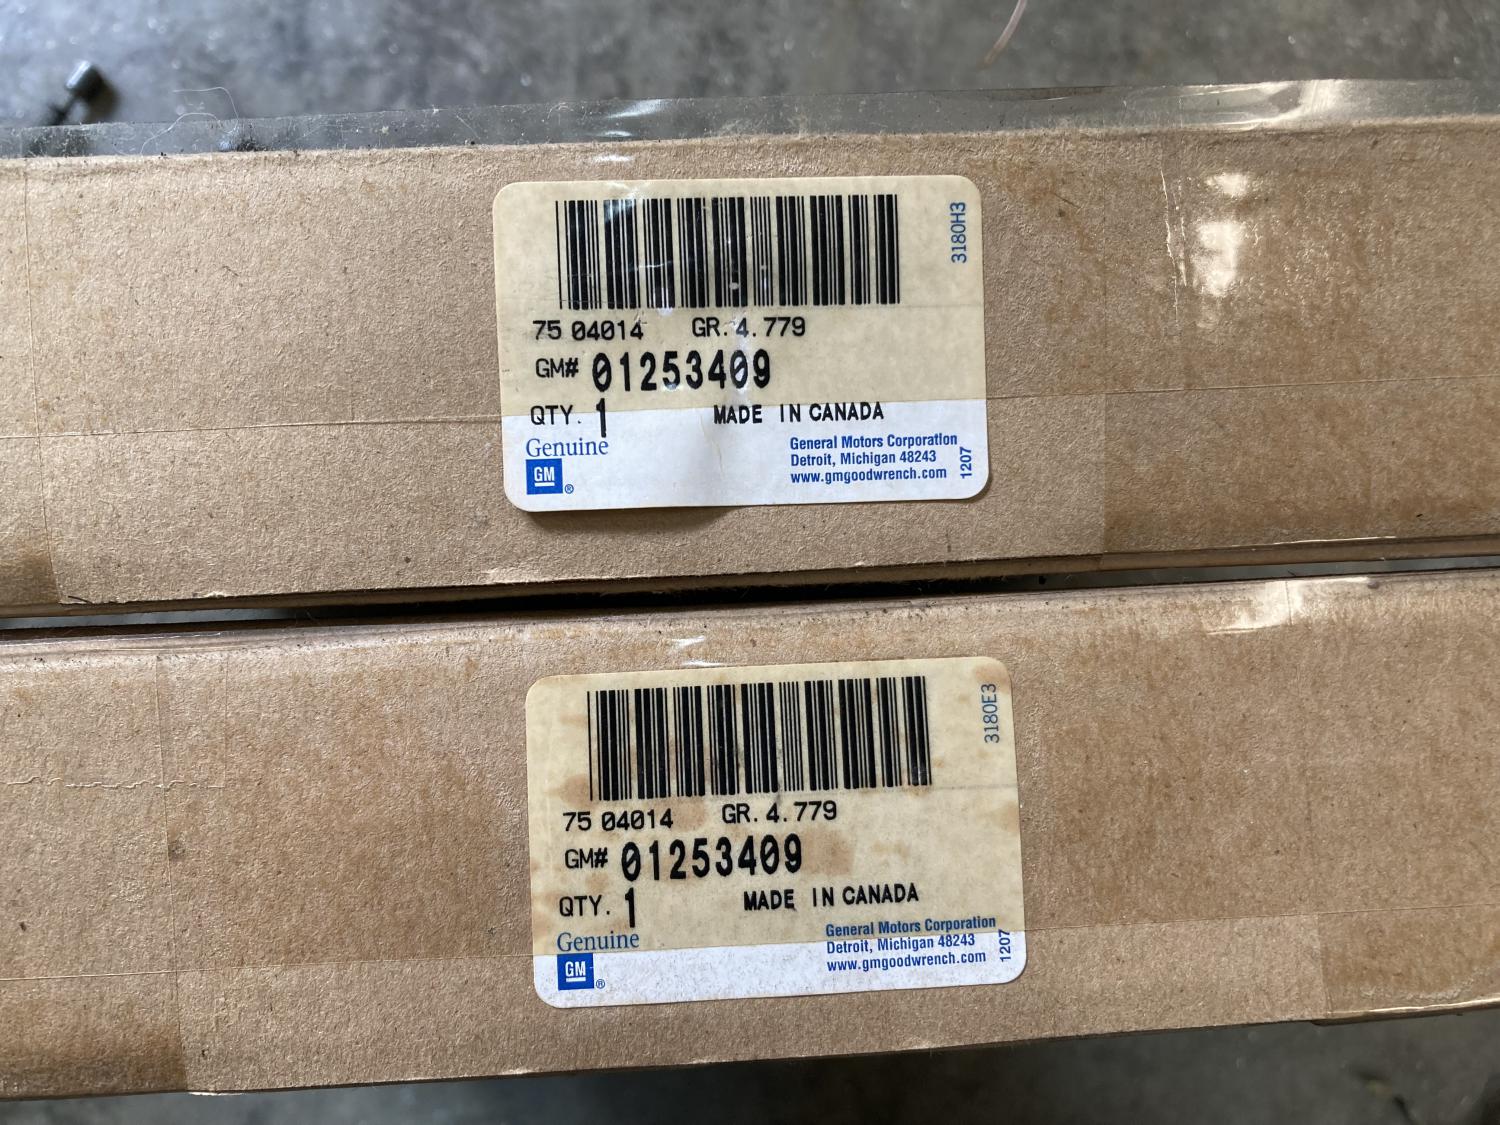 3180H3
75 04014 GR. 4.779
GM# 01253409
QTY. 1 MADE IN CANADA
Genuine
GM ®
General Motors Corporation
Detroit, Michigan 48243
www.gmgoodwrench.com
1207
3180E3
75 04014 GR. 4.779
GM# 01253409
QTY. 1 MADE IN CANADA
Genuine
GM ®
General Motors Corporation
Detroit, Michigan 48243
www.gmgoodwrench.com
1207